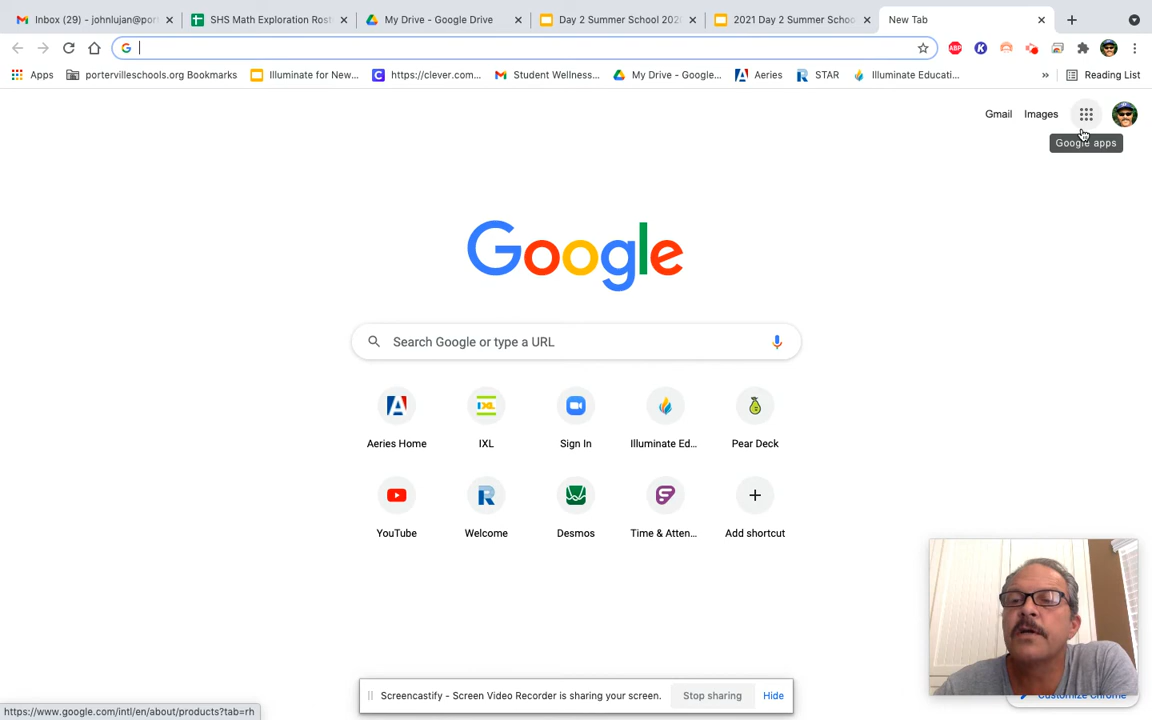 Inbox (29) - johnlujan@por
SHS Math Exploration Rost
My Drive - Google Drive
Day 2 Summer School 202
2021 Day 2 Summer Schoo
New Tab
Apps
portervilleschools.org Bookmarks
Illuminate for New...
https://clever.com...
Student Wellness...
My Drive - Google...
Aeries
STAR
Illuminate Educati...
»
Reading List
Gmail
Images
Google apps
Google
Search Google or type a URL
Aeries Home
IXL
Sign In
Illuminate Ed...
Pear Deck
YouTube
Welcome
Desmos
Time & Atten...
Add shortcut
Screencastify - Screen Video Recorder is sharing your screen.
Stop sharing
Hide
Customize Chrome
https://www.google.com/intl/en/about/products?tab=rh